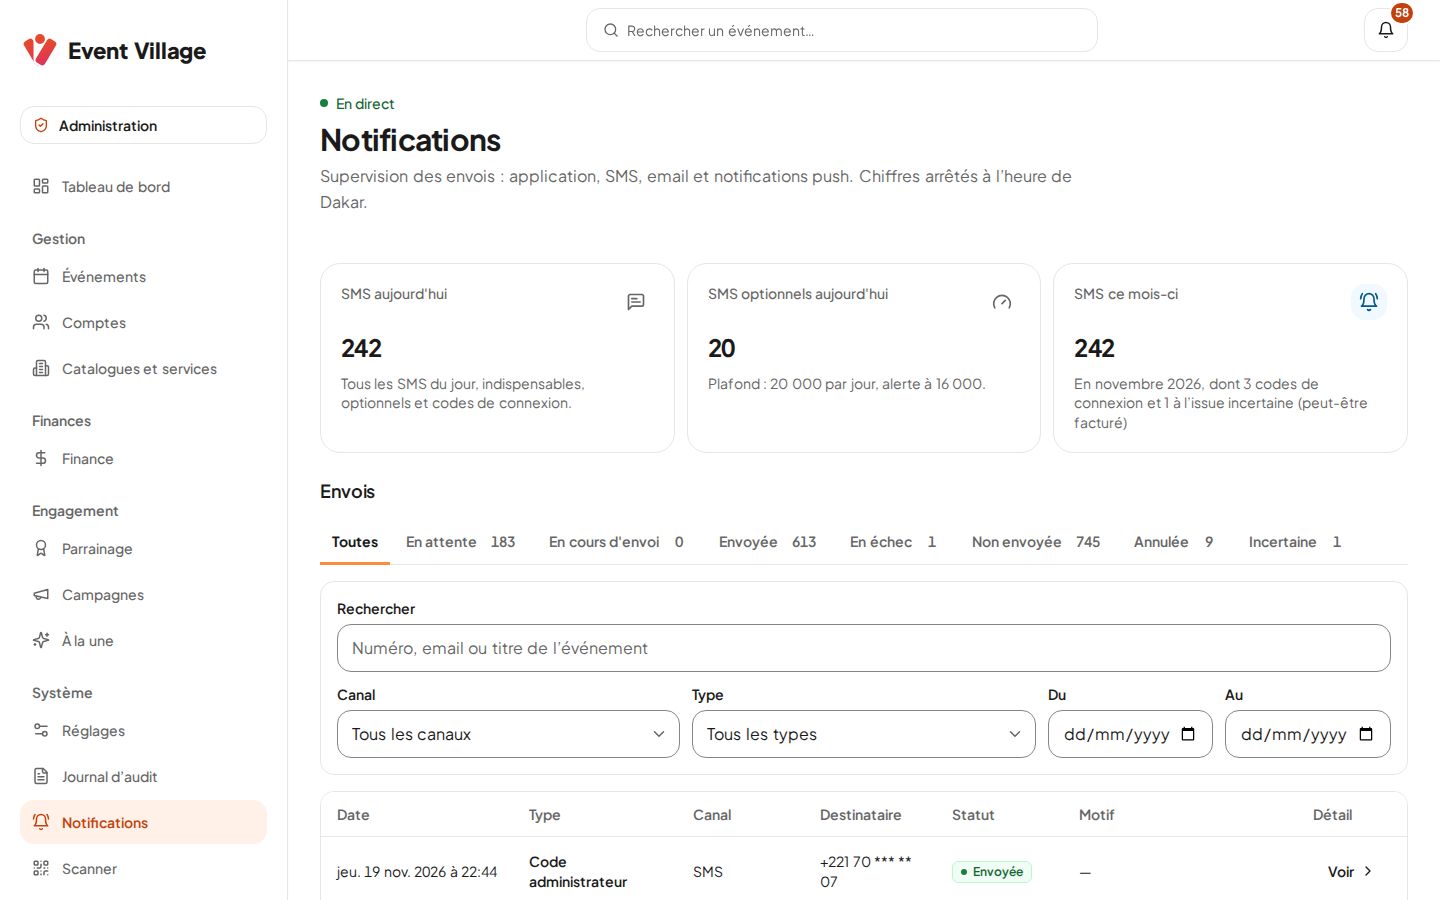 Event Village
Rechercher un événement...
58
Administration
Tableau de bord
Gestion
Événements
Comptes
Catalogues et services
Finances
Finance
Engagement
Parrainage
Campagnes
À la une
Système
Réglages
Journal d'audit
Notifications
Scanner
En direct
Notifications
Supervision des envois : application, SMS, email et notifications push. Chiffres arrêtés à l'heure de
Dakar.
SMS aujourd'hui
242
Tous les SMS du jour, indispensables,
optionnels et codes de connexion.
SMS optionnels aujourd'hui
20
Plafond : 20 000 par jour, alerte à 16 000.
SMS ce mois-ci
242
En novembre 2026, dont 3 codes de
connexion et 1 à l'issue incertaine (peut-être
facturé)
Envois
Toutes En attente 183 En cours d'envoi 0 Envoyée 613 En échec 1 Non envoyée 745 Annulée 9 Incertaine 1
Rechercher
Numéro, email ou titre de l'événement
Canal Type Du Au
Tous les canaux Tous les types dd/mm/yyyy dd/mm/yyyy
Date Type Canal Destinataire Statut Motif Détail
jeu. 19 nov. 2026 à 22:44 Code SMS +221 70 *** ** Envoyée — Voir
administrateur 07